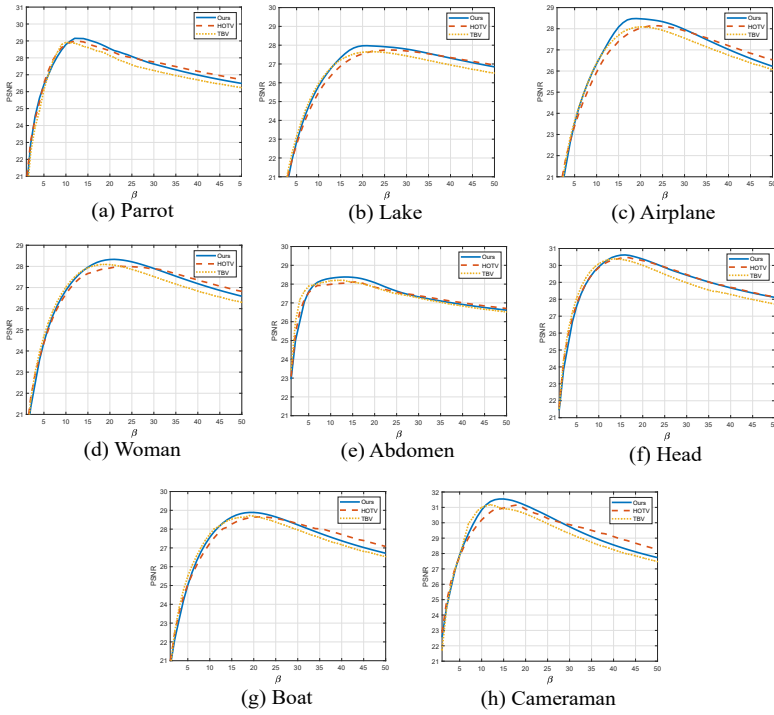 PSNR
31
30
29
28
27
26
25
24
23
22
21
5 10 15 20 25 30 35 40 45 50
β
Ours
HOTV
TBV
(a) Parrot
PSNR
30
29
28
27
26
25
24
23
22
21
5 10 15 20 25 30 35 40 45 50
β
Ours
HOTV
TBV
(b) Lake
PSNR
29
28
27
26
25
24
23
22
21
5 10 15 20 25 30 35 40 45 50
β
Ours
HOTV
TBV
(c) Airplane
PSNR
29
28
27
26
25
24
23
22
21
5 10 15 20 25 30 35 40 45 50
β
Ours
HOTV
TBV
(d) Woman
PSNR
30
29
28
27
26
25
24
23
22
21
5 10 15 20 25 30 35 40 45 50
β
Ours
HOTV
TBV
(e) Abdomen
PSNR
31
30
29
28
27
26
25
24
23
22
21
5 10 15 20 25 30 35 40 45 50
β
Ours
HOTV
TBV
(f) Head
PSNR
30
29
28
27
26
25
24
23
22
21
5 10 15 20 25 30 35 40 45 50
β
Ours
HOTV
TBV
(g) Boat
PSNR
32
31
30
29
28
27
26
25
24
23
22
21
5 10 15 20 25 30 35 40 45 50
β
Ours
HOTV
TBV
(h) Cameraman